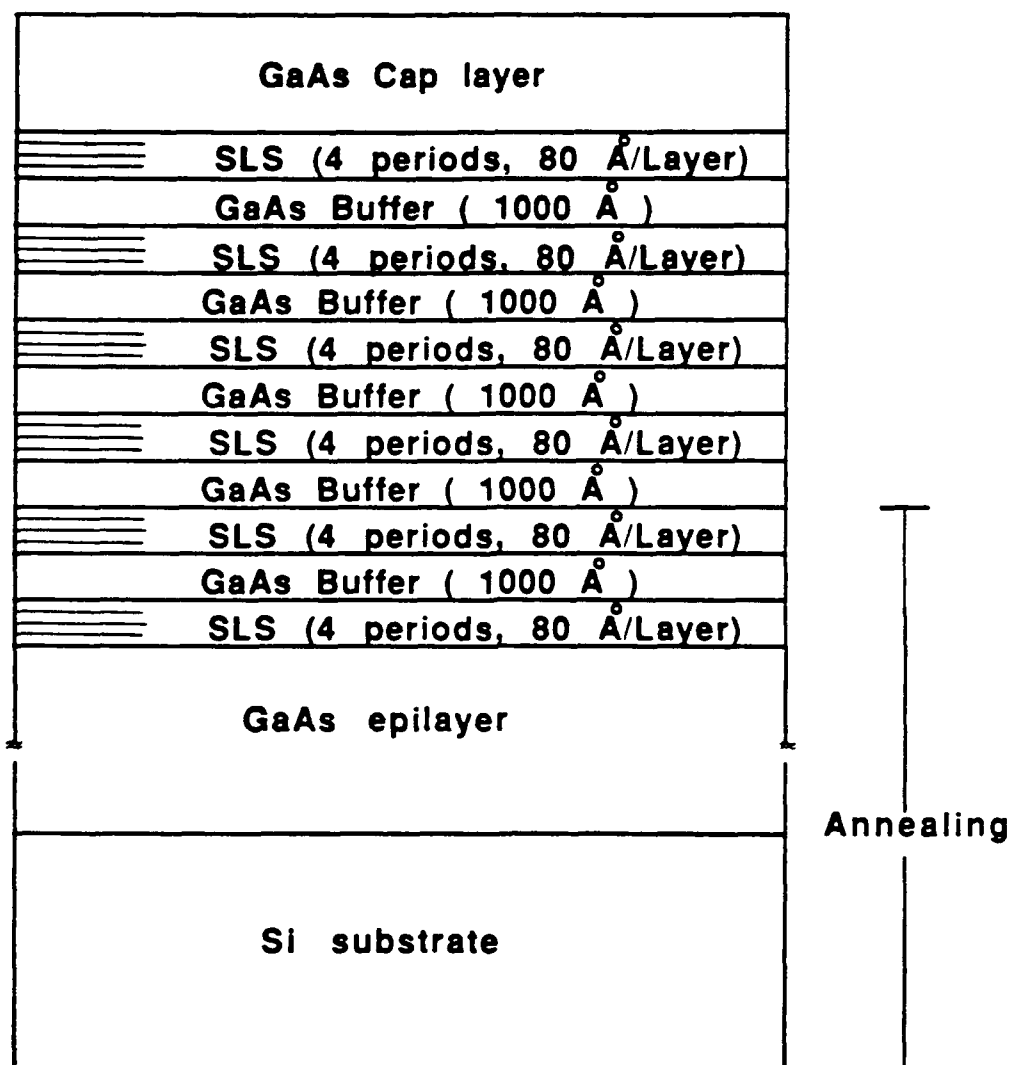 GaAs Cap layer
SLS (4 periods, 80 Å/Layer)
GaAs Buffer ( 1000 Å )
SLS (4 periods, 80 Å/Layer)
GaAs Buffer ( 1000 Å )
SLS (4 periods, 80 Å/Layer)
GaAs Buffer ( 1000 Å )
SLS (4 periods, 80 Å/Layer)
GaAs Buffer ( 1000 Å )
SLS (4 periods, 80 Å/Layer)
GaAs Buffer ( 1000 Å )
SLS (4 periods, 80 Å/Layer)
GaAs epilayer
Annealing
Si substrate